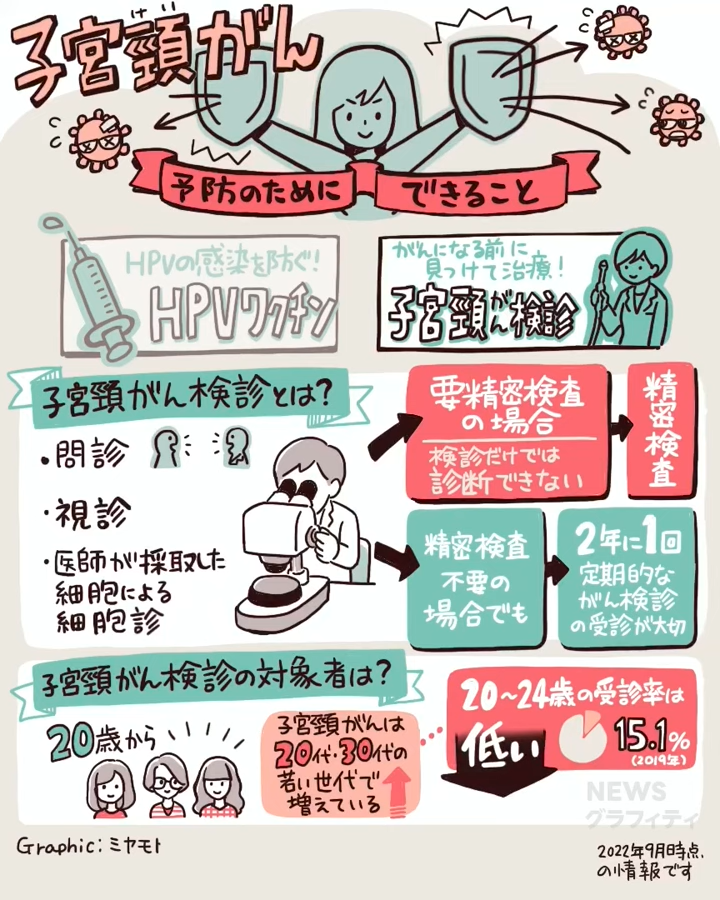 子宮頸がん
けい
予防のために できること
HPVの感染を防ぐ！
HPVワクチン
がんになる前に
見つけて治療！
子宮頸がん検診
子宮頸がん検診とは？
・問診
・視診
・医師が採取した
細胞による
細胞診
要精密検査
の場合
検診だけでは
診断できない
精密検査
精密検査
不要の
場合でも
2年に1回
定期的な
がん検診
の受診が大切
子宮頸がん検診の対象者は？
20歳から
子宮頸がんは
20代・30代の
若い世代で
増えている
20～24歳の受診率は
低い
15.1%
(2019年)
NEWS
グラフィティ
Graphic:ミヤモト
2022年9月時点
の情報です